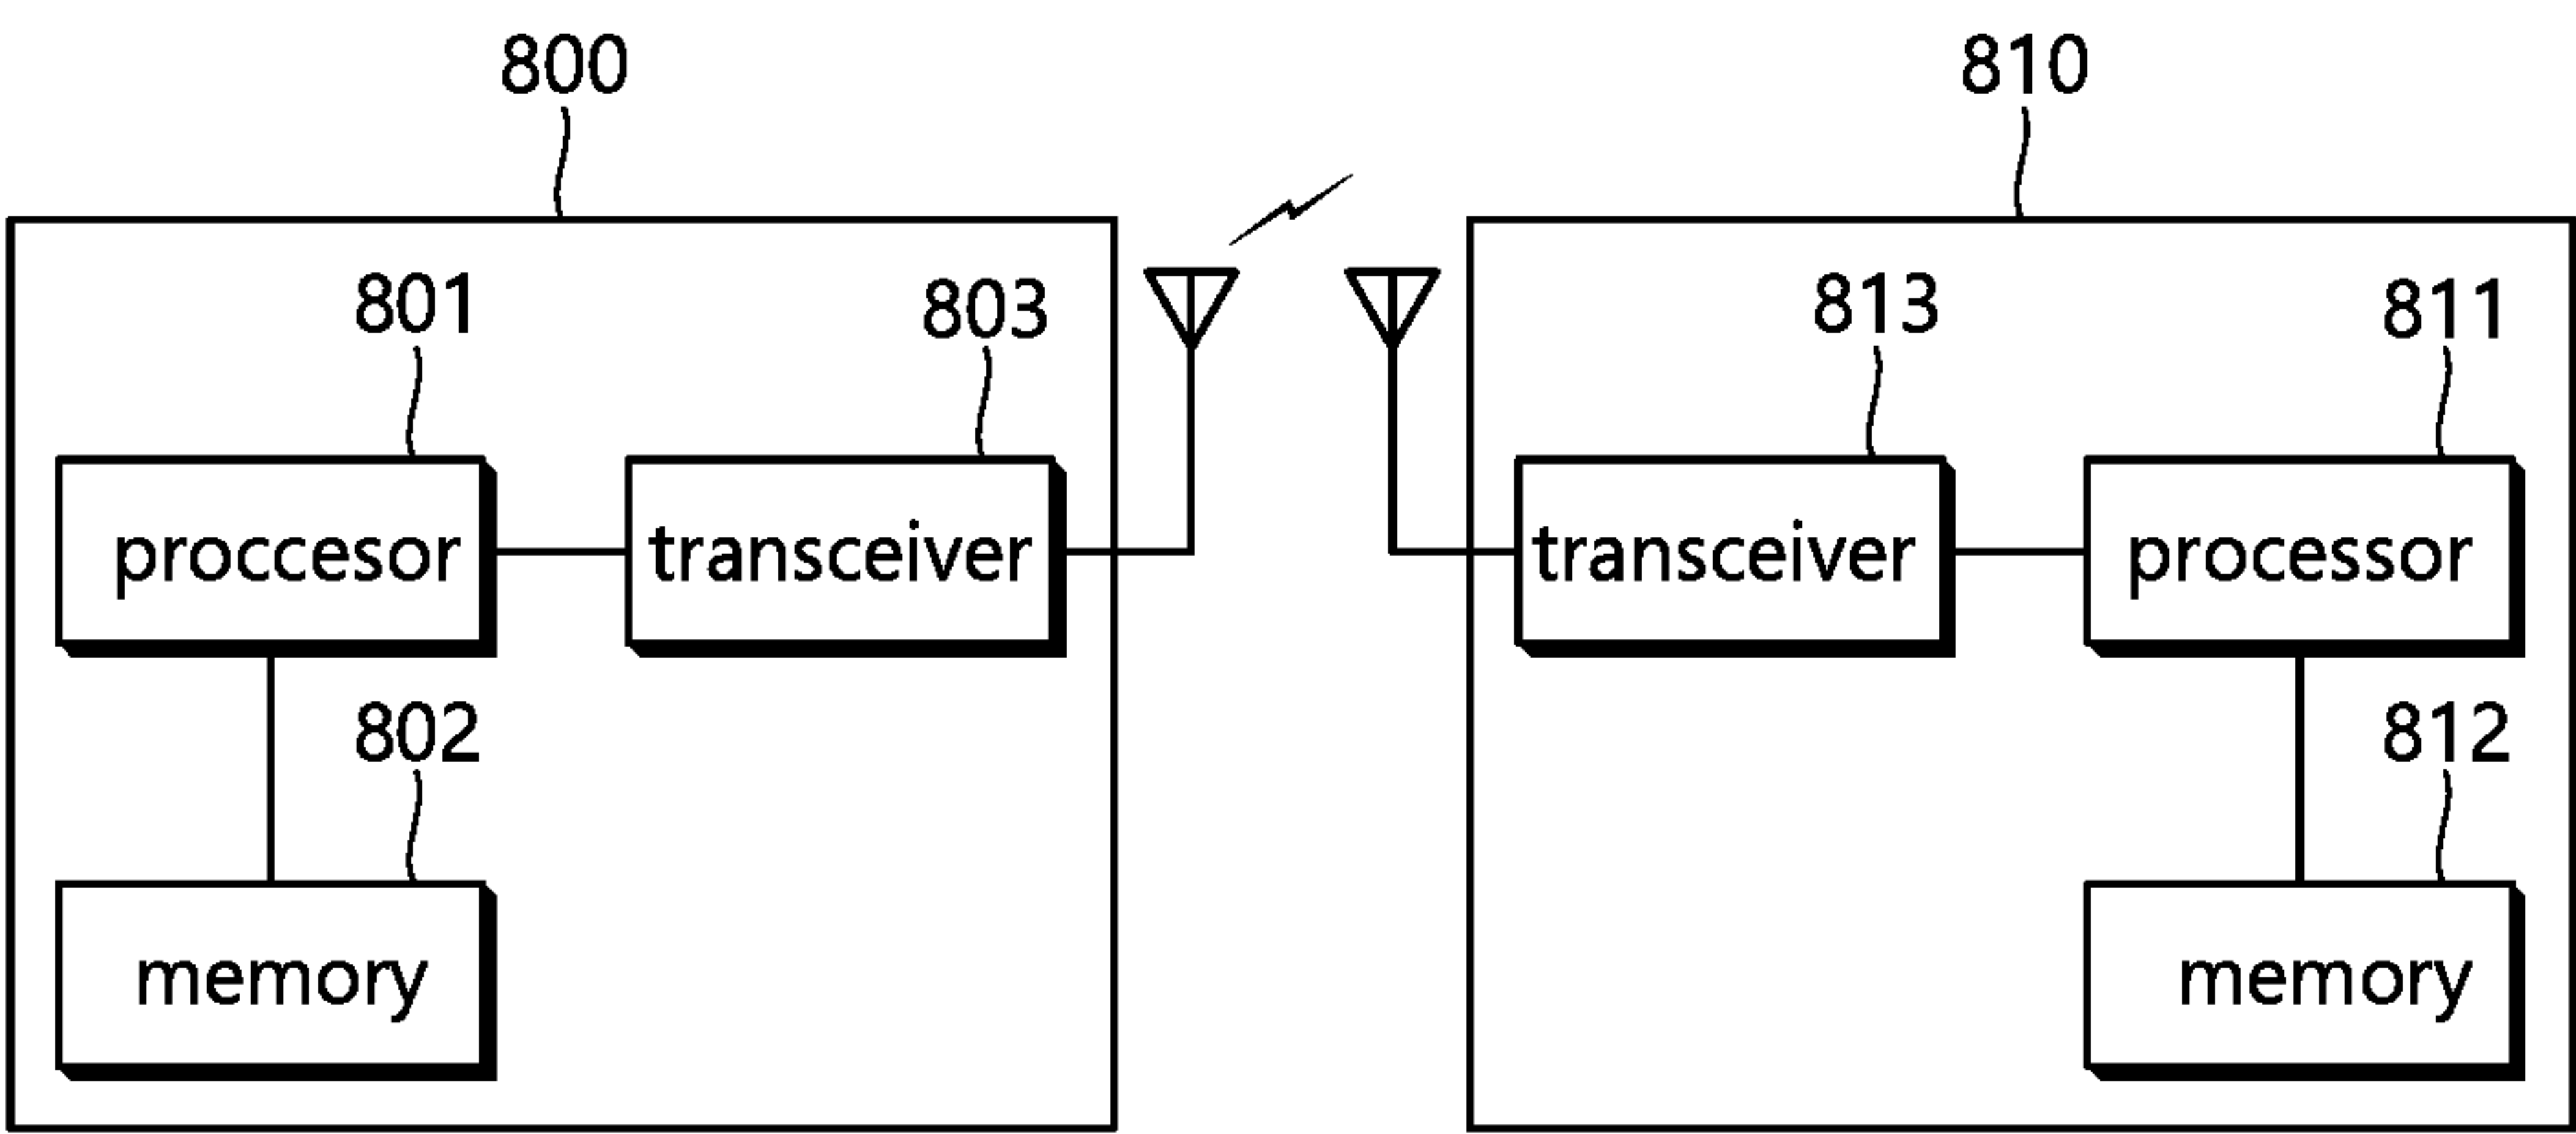 800
810
801
803
813
811
proccesor
transceiver
transceiver
processor
802
812
memory
memory